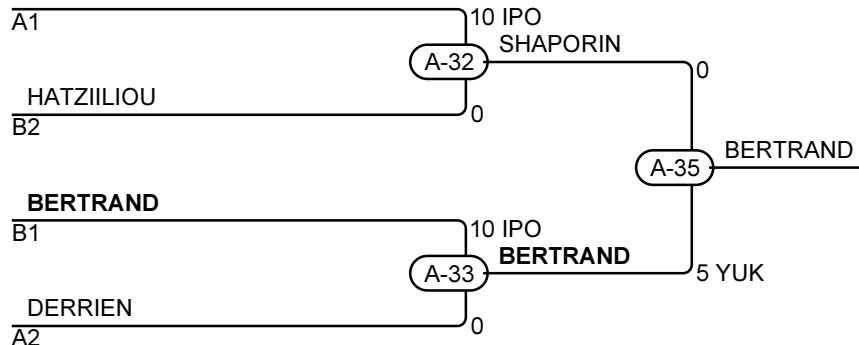 A1
10 IPO
SHAPORIN
A-32
0
HATZIILIOU
B2
0
A-35
BERTRAND
BERTRAND
B1
10 IPO
BERTRAND
A-33
5 YUK
DERRIEN
A2
0